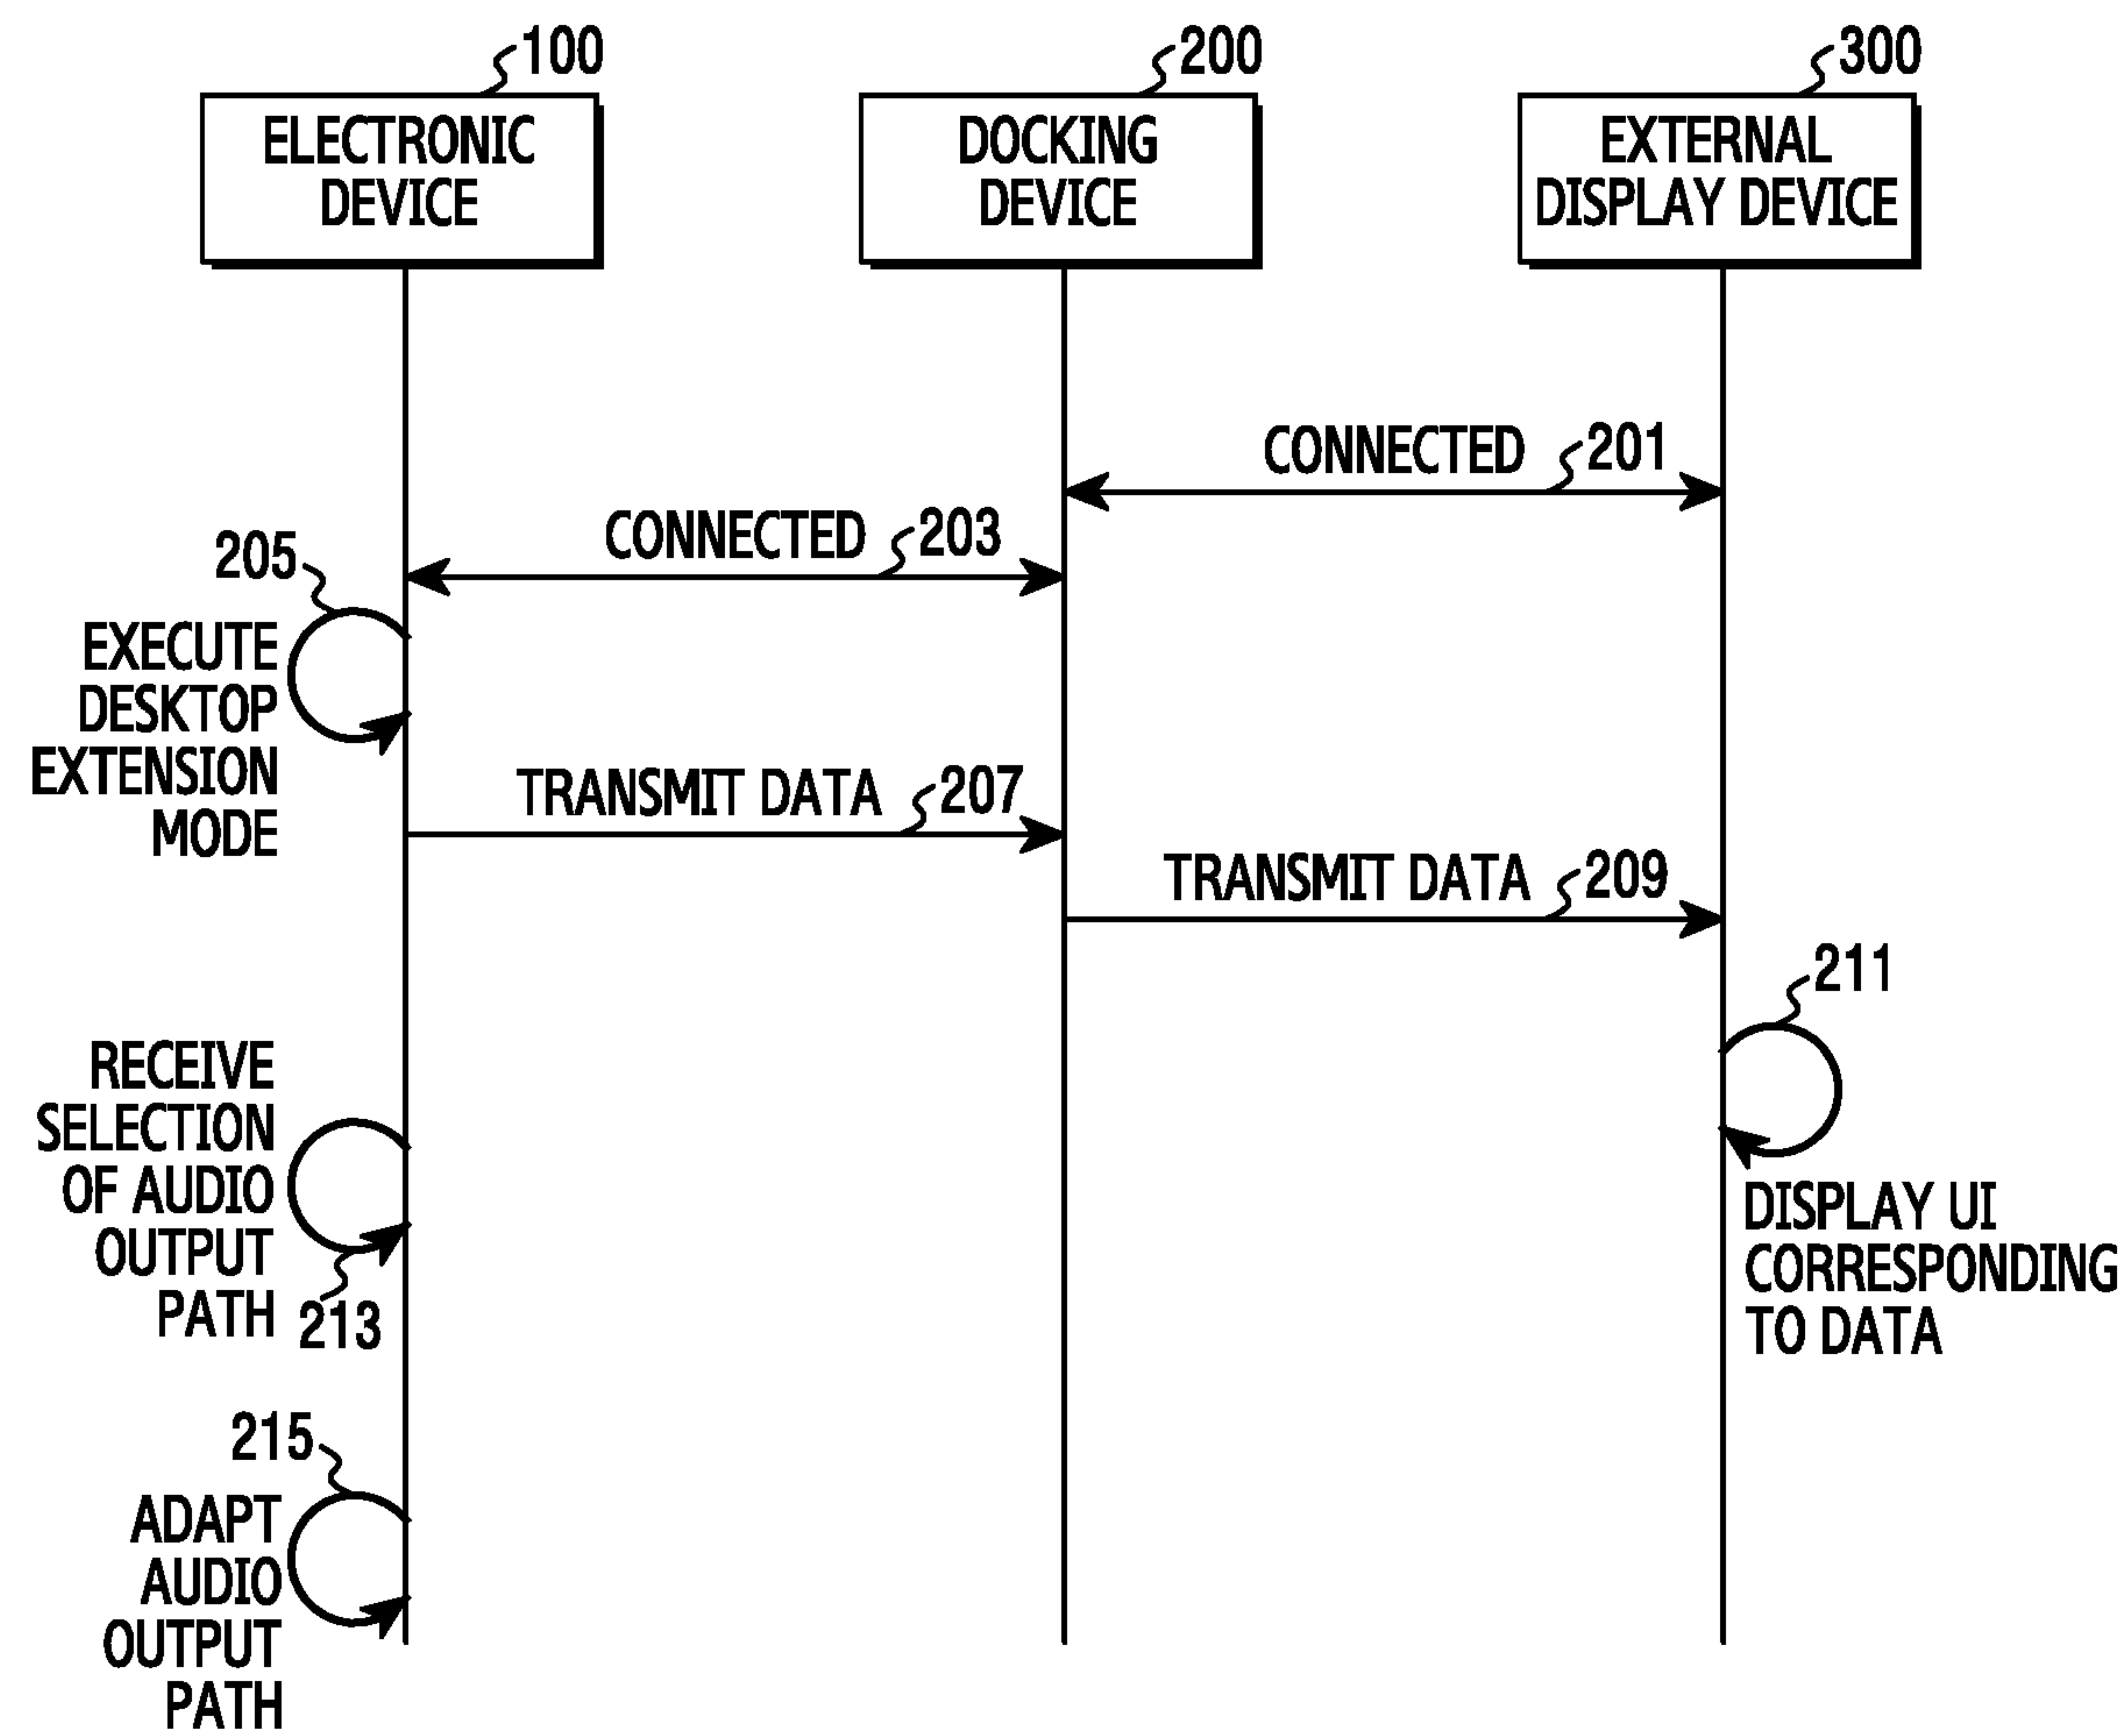 100
200
300
ELECTRONIC
DEVICE
DOCKING
DEVICE
EXTERNAL
DISPLAY DEVICE
CONNECTED
201
CONNECTED
203
205
EXECUTE
DESKTOP
EXTENSION
MODE
TRANSMIT DATA
207
TRANSMIT DATA
209
211
DISPLAY UI
CORRESPONDING
TO DATA
RECEIVE
SELECTION
OF AUDIO
OUTPUT
PATH
213
215
ADAPT
AUDIO
OUTPUT
PATH